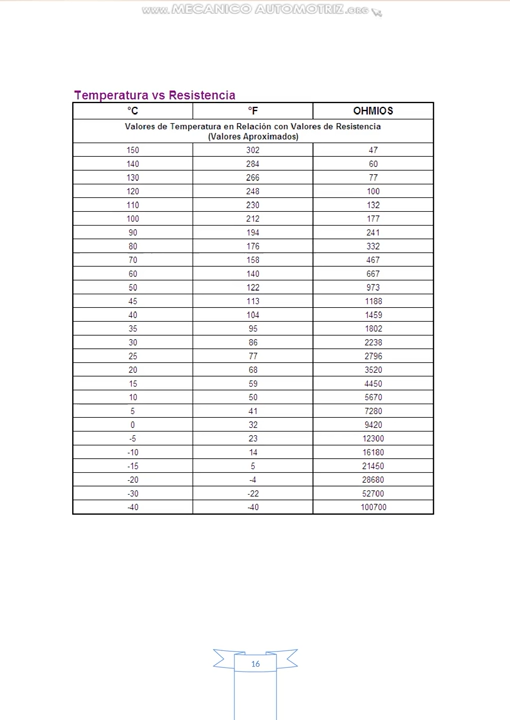 www.MECANICO AUTOMOTRIZ.ORG
Temperatura vs Resistencia
°C °F OHMIOS
Valores de Temperatura en Relación con Valores de Resistencia
(Valores Aproximados)
150 302 47
140 284 60
130 266 77
120 248 100
110 230 132
100 212 177
90 194 241
80 176 332
70 158 467
60 140 667
50 122 973
45 113 1188
40 104 1459
35 95 1802
30 86 2238
25 77 2796
20 68 3520
15 59 4450
10 50 5670
5 41 7280
0 32 9420
-5 23 12300
-10 14 16180
-15 5 21450
-20 -4 28680
-30 -22 52700
-40 -40 100700
16